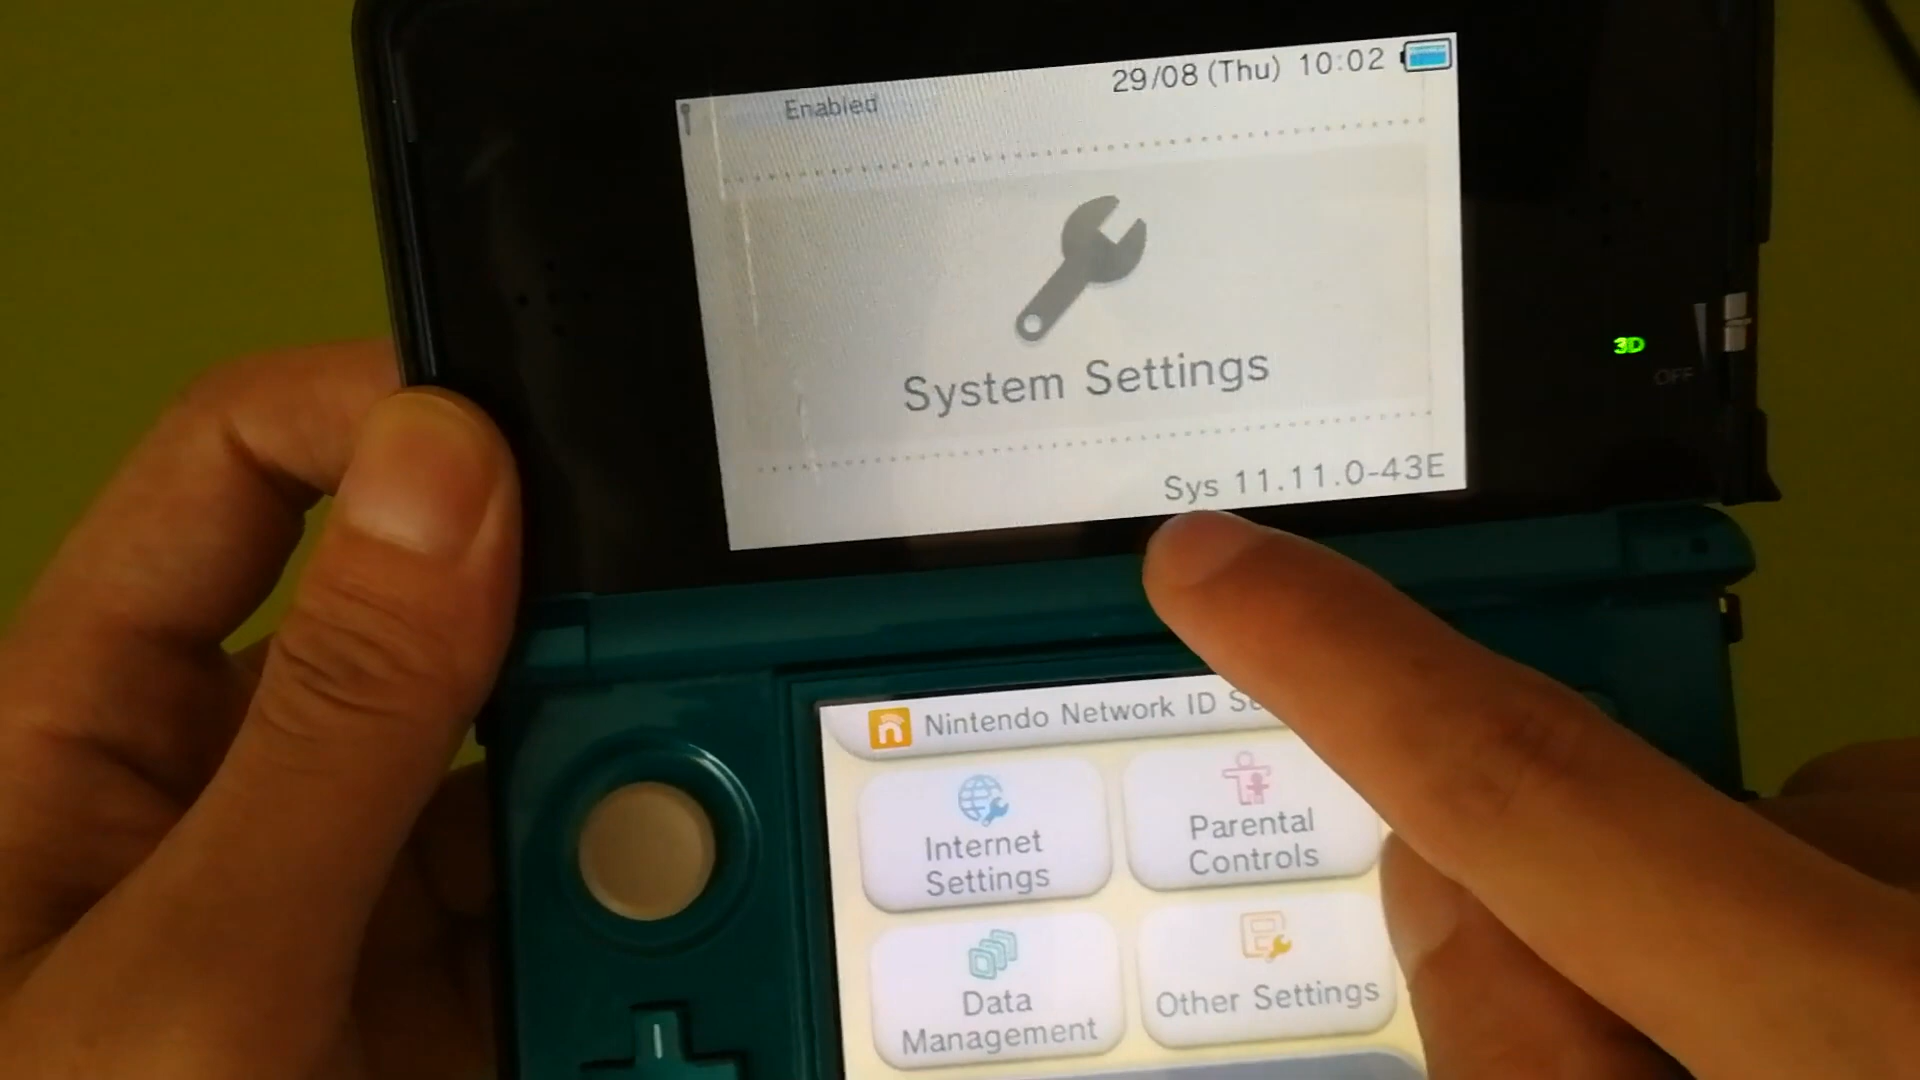 Enabled
29/08 (Thu) 10:02
System Settings
Sys 11.11.0-43E
3D
OFF
Nintendo Network ID
Internet
Settings
Parental
Controls
Data
Management
Other Settings